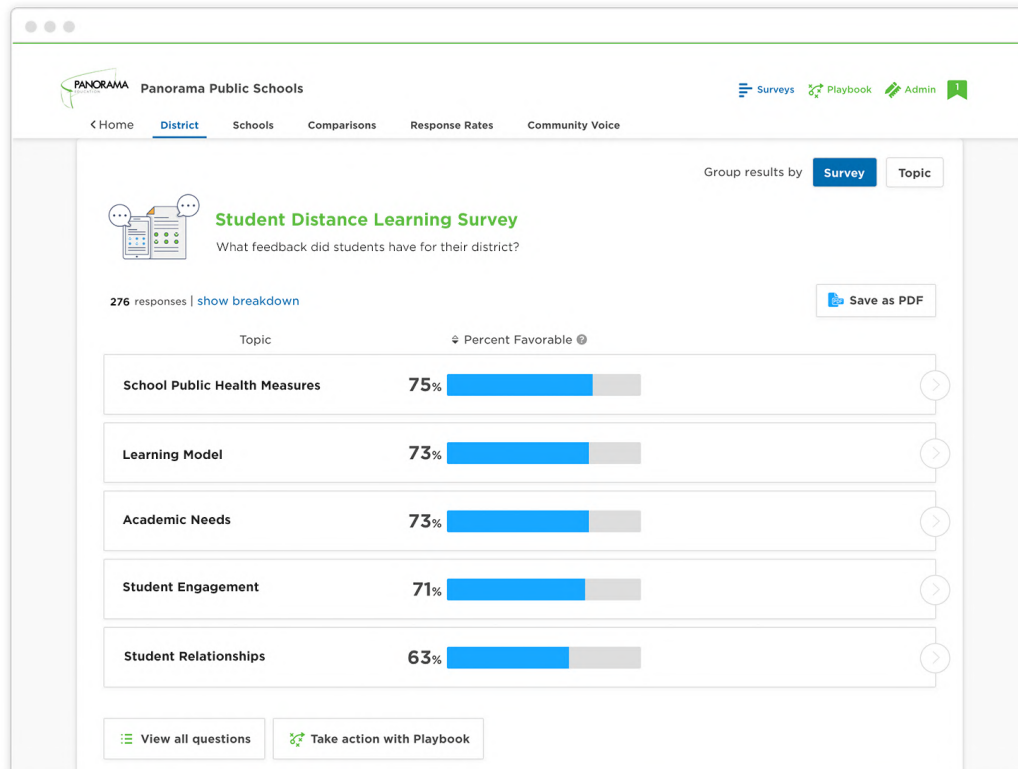 PANORAMA
EDUCATION
Panorama Public Schools
Surveys
Playbook
Admin
1
Home
District
Schools
Comparisons
Response Rates
Community Voice
Group results by
Survey
Topic
Student Distance Learning Survey
What feedback did students have for their district?
276 responses | show breakdown
Save as PDF
Topic
Percent Favorable ?
School Public Health Measures 75%
Learning Model 73%
Academic Needs 73%
Student Engagement 71%
Student Relationships 63%
View all questions
Take action with Playbook